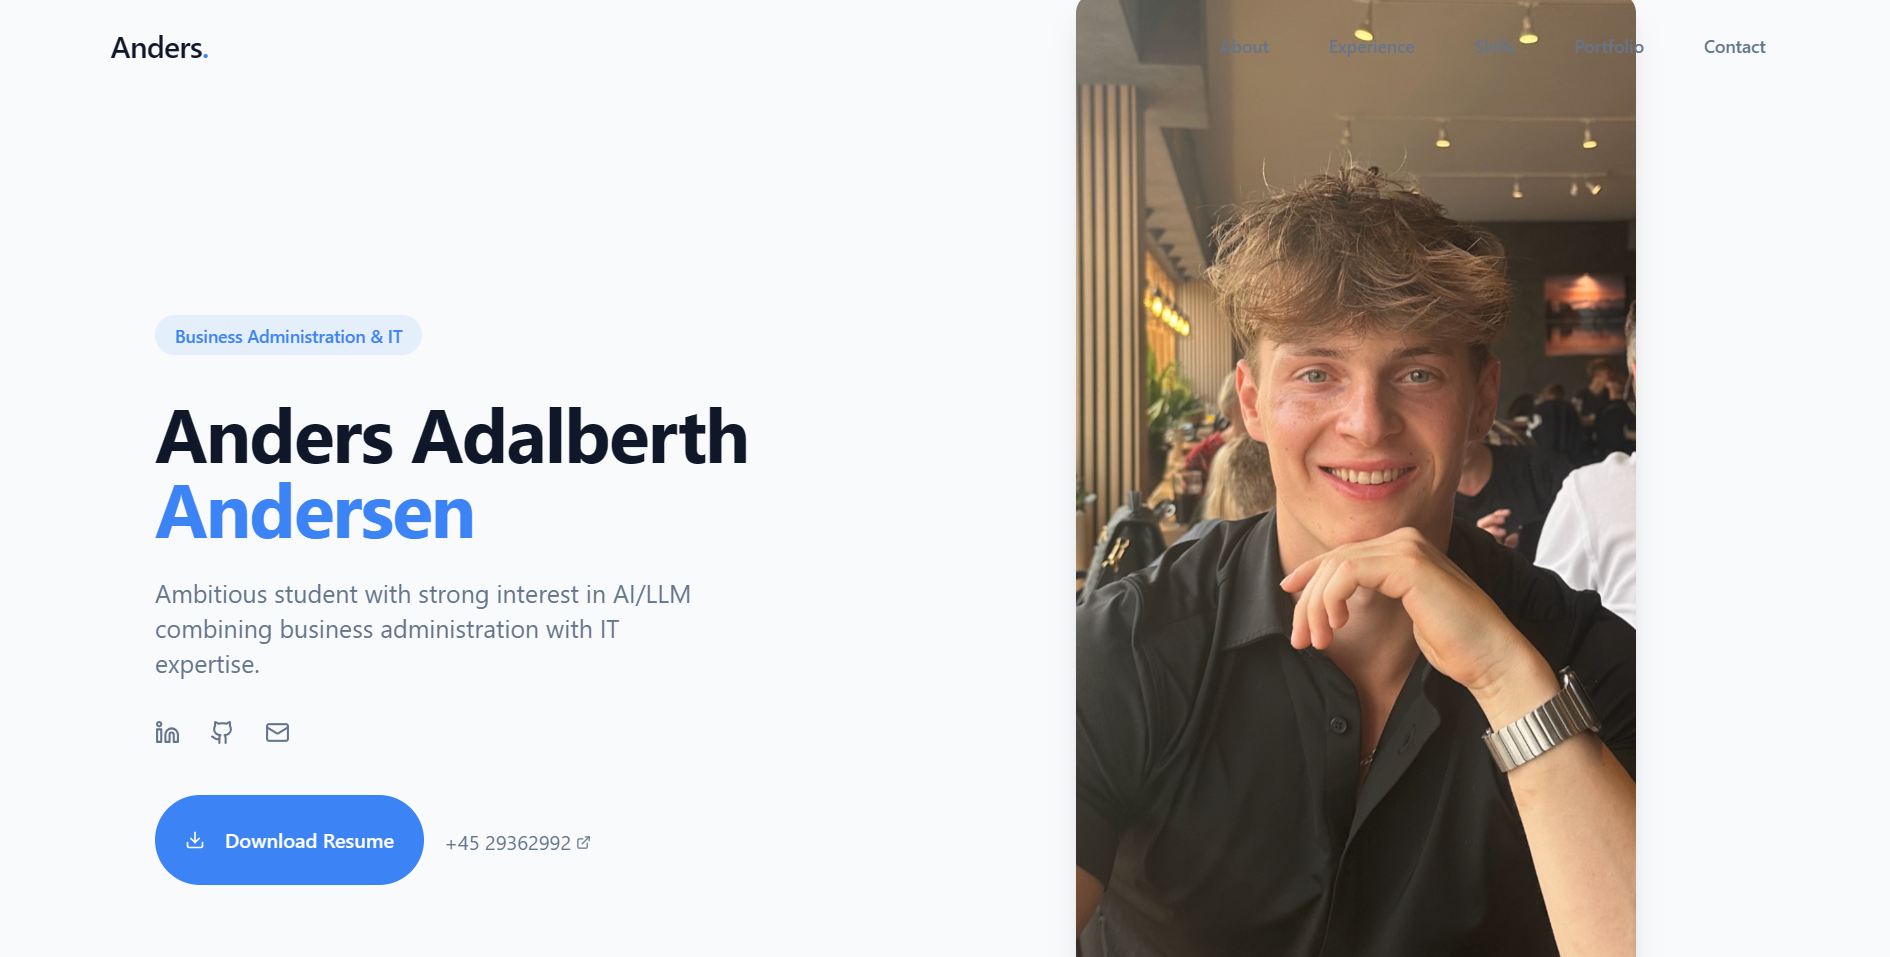 Anders.
About Experience Skills Portfolio Contact
Business Administration & IT
Anders Adalberth
Andersen
Ambitious student with strong interest in AI/LLM
combining business administration with IT
expertise.
Download Resume
+45 29362992